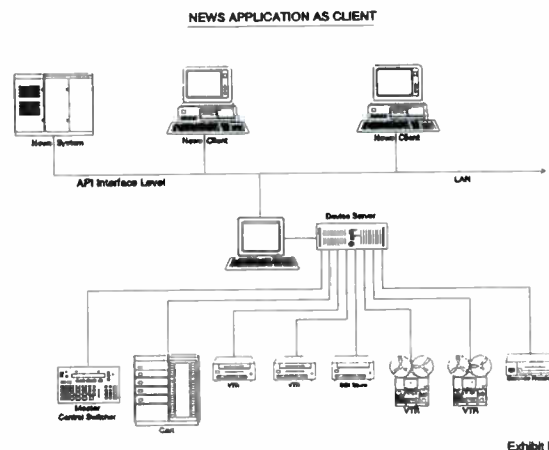 NEWS APPLICATION AS CLIENT
News System
News Client
News Client
API Interface Level
LAN
Device Server
Master
Control Switcher
Cart
VTR
VTR
VTR
VTR
Exhibit